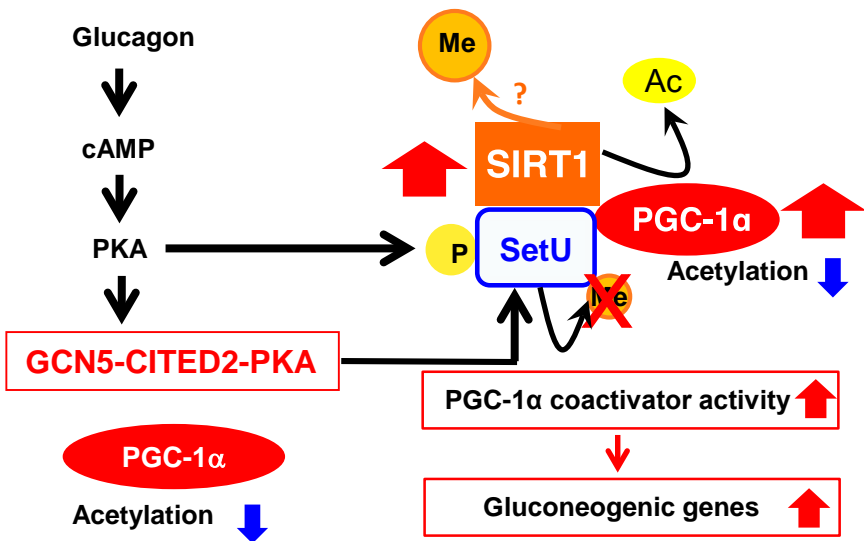 Glucagon
cAMP
PKA
GCN5-CITED2-PKA
PGC-1α
Acetylation
Me
?
Ac
SIRT1
PGC-1α
P
SetU
Acetylation
Me
PGC-1α coactivator activity
Gluconeogenic genes